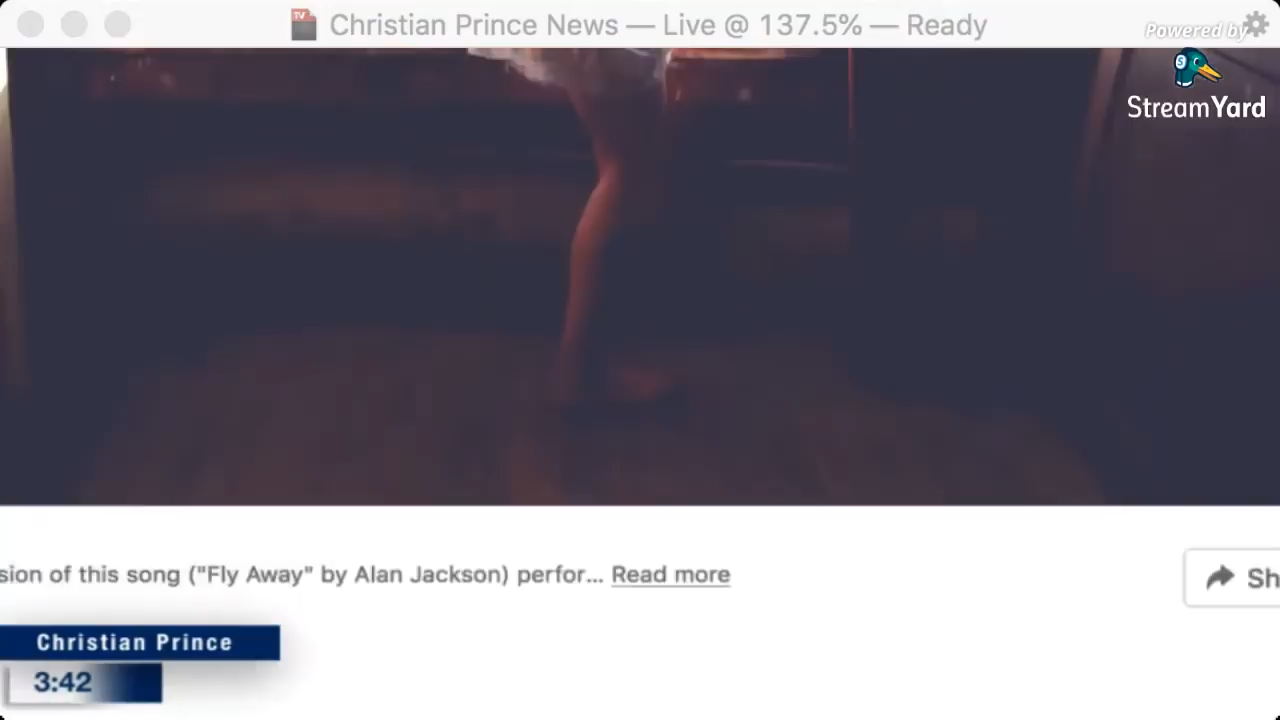 Christian Prince News — Live @ 137.5% — Ready
Powered by
StreamYard
sion of this song ("Fly Away" by Alan Jackson) perfor... Read more
Sh
Christian Prince
3:42